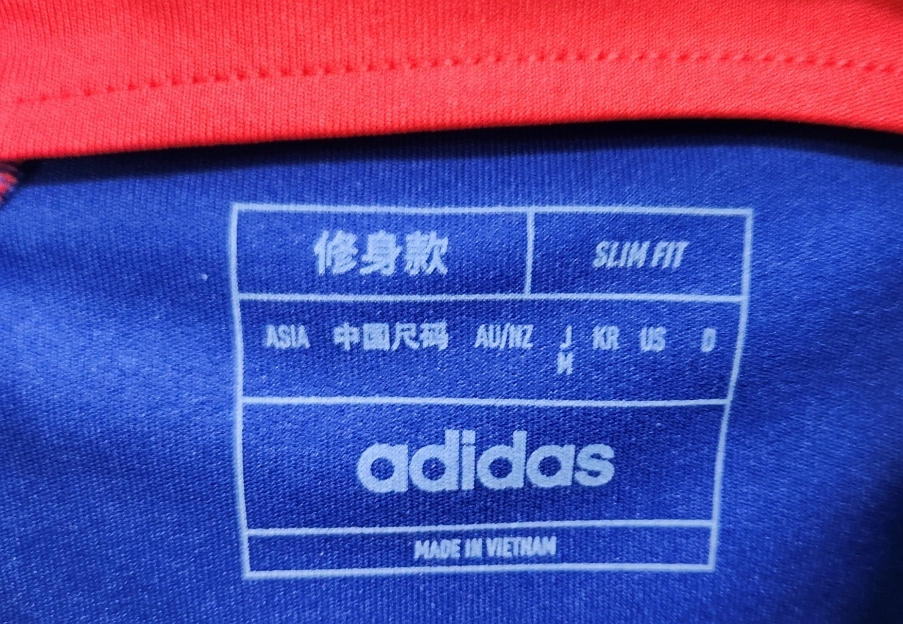 修身款 SLIM FIT
ASIA 中国尺码 AU/NZ J KR US D
M
adidas
MADE IN VIETNAM